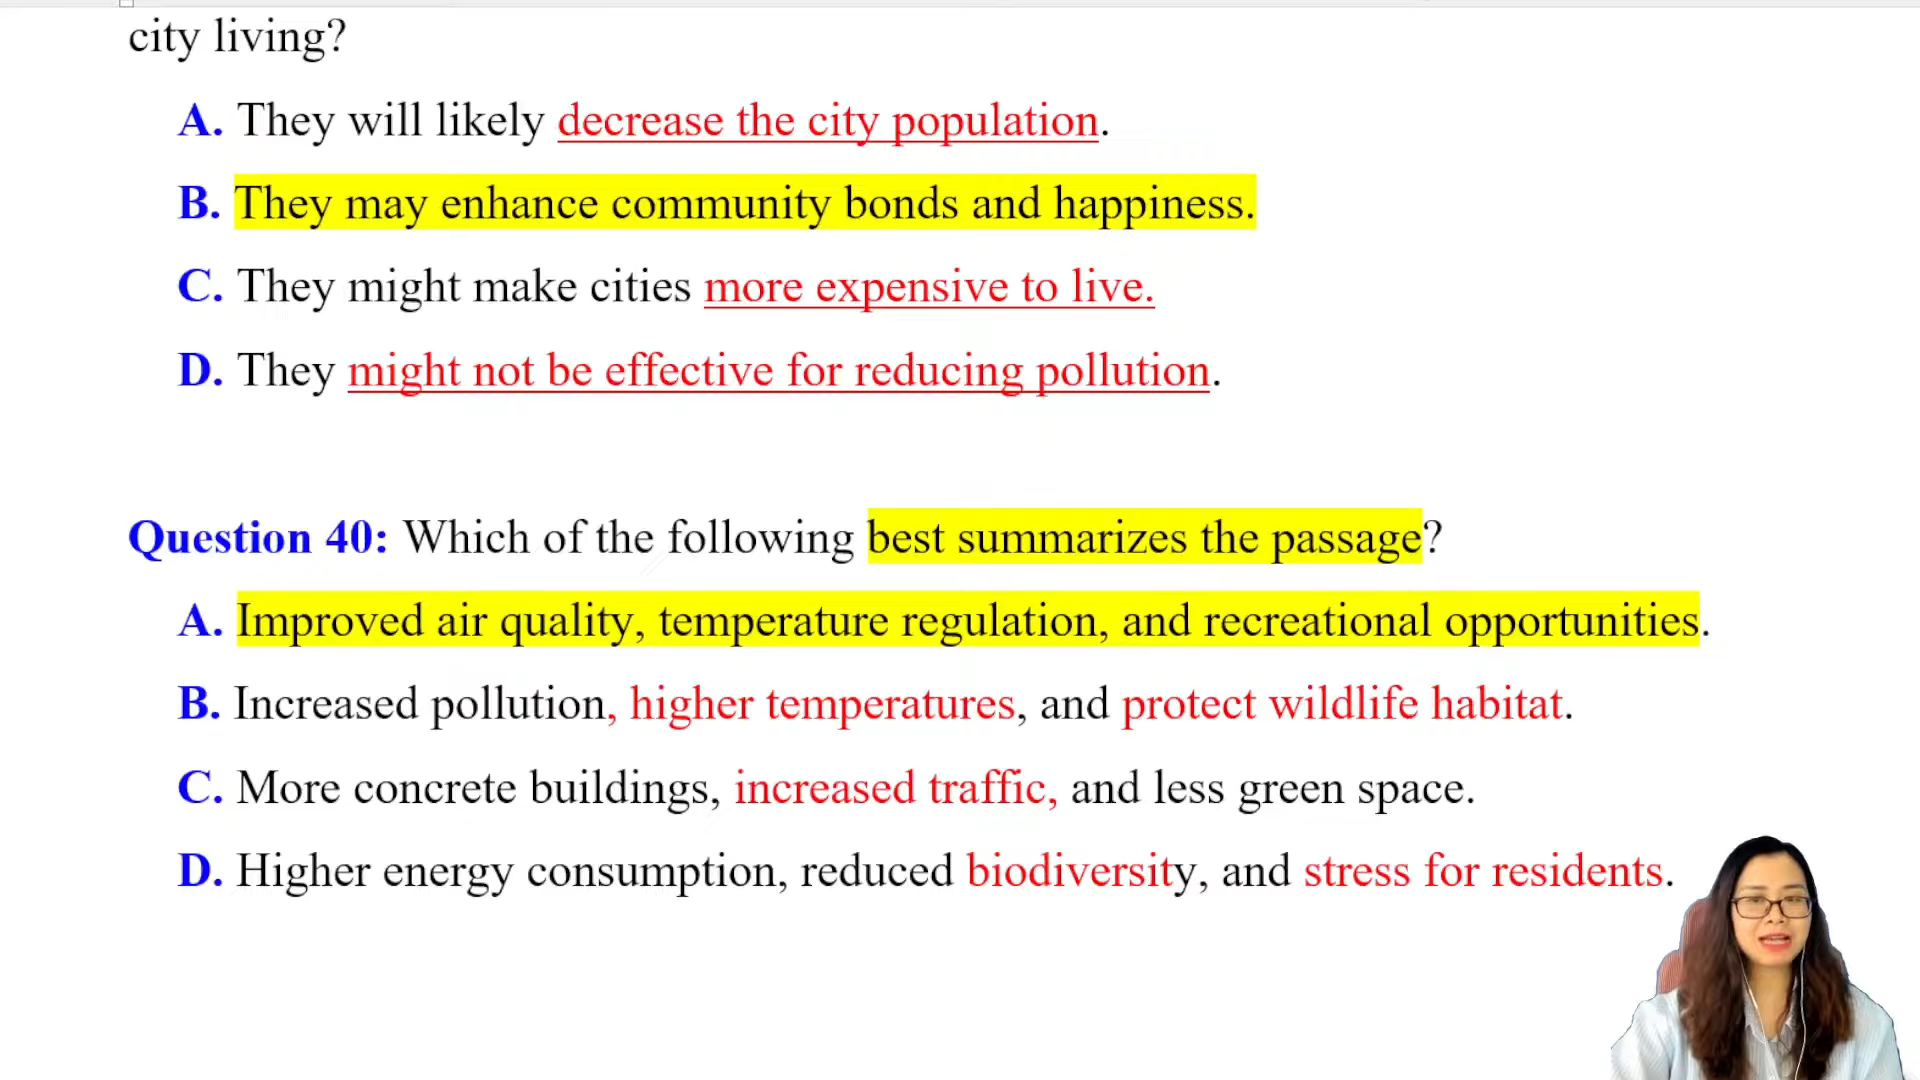 city living?
A. They will likely decrease the city population.
B. They may enhance community bonds and happiness.
C. They might make cities more expensive to live.
D. They might not be effective for reducing pollution.
Question 40: Which of the following best summarizes the passage?
A. Improved air quality, temperature regulation, and recreational opportunities.
B. Increased pollution, higher temperatures, and protect wildlife habitat.
C. More concrete buildings, increased traffic, and less green space.
D. Higher energy consumption, reduced biodiversity, and stress for residents.